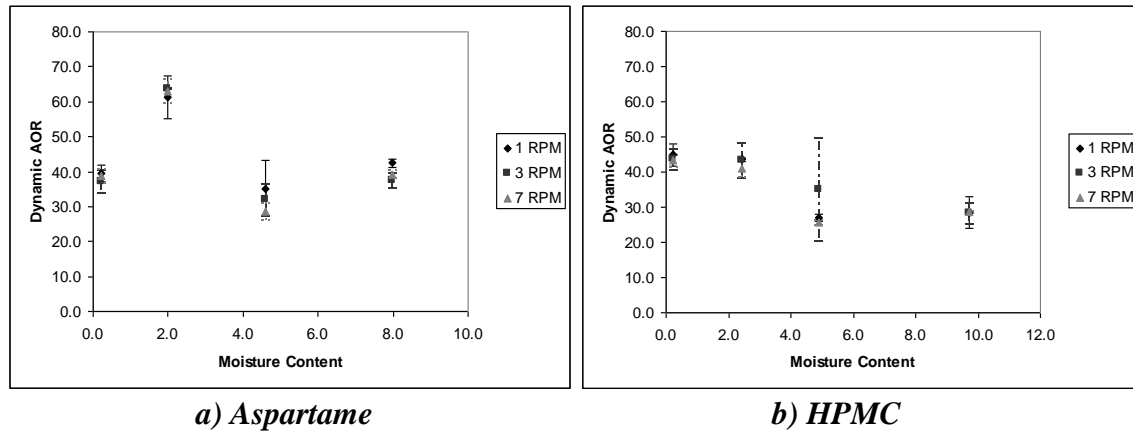 80.0
70.0
60.0
50.0
40.0
30.0
20.0
10.0
0.0
0.0 2.0 4.0 6.0 8.0 10.0
Dynamic AOR
Moisture Content
1 RPM
3 RPM
7 RPM
a) Aspartame
80.0
70.0
60.0
50.0
40.0
30.0
20.0
10.0
0.0
0.0 2.0 4.0 6.0 8.0 10.0 12.0
Dynamic AOR
Moisture Content
1 RPM
3 RPM
7 RPM
b) HPMC